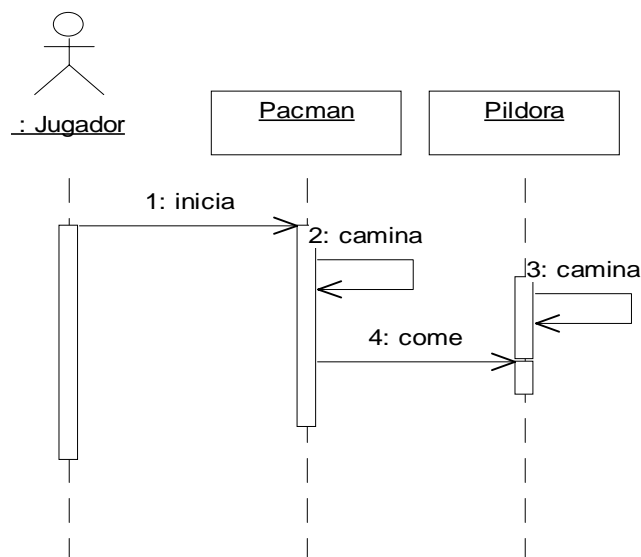 : Jugador
Pacman
Pildora
1: inicia
2: camina
3: camina
4: come